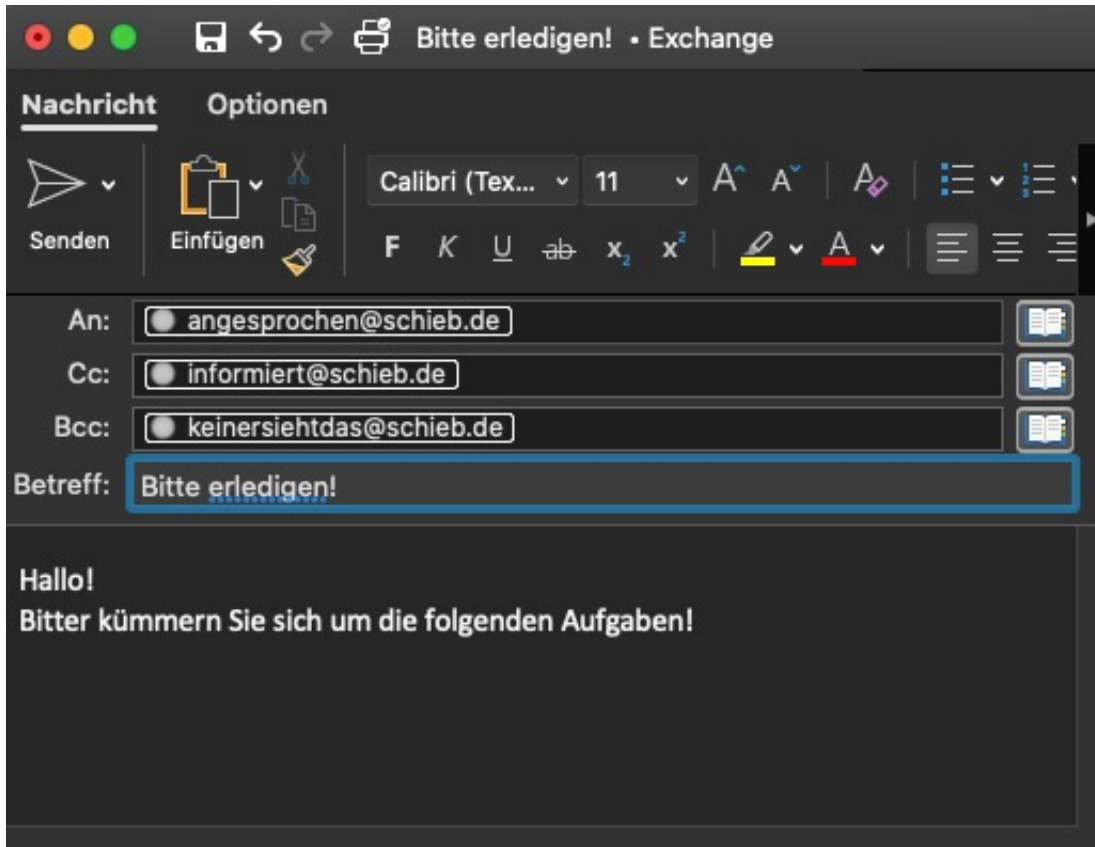 Bitte erledigen! • Exchange
Nachricht Optionen
Calibri (Tex... 11 A^ A˅ A
Senden Einfügen F K U ab x₂ x² A
An: angesprochen@schieb.de
Cc: informiert@schieb.de
Bcc: keinersiehtdas@schieb.de
Betreff: Bitte erledigen!
Hallo!
Bitter kümmern Sie sich um die folgenden Aufgaben!